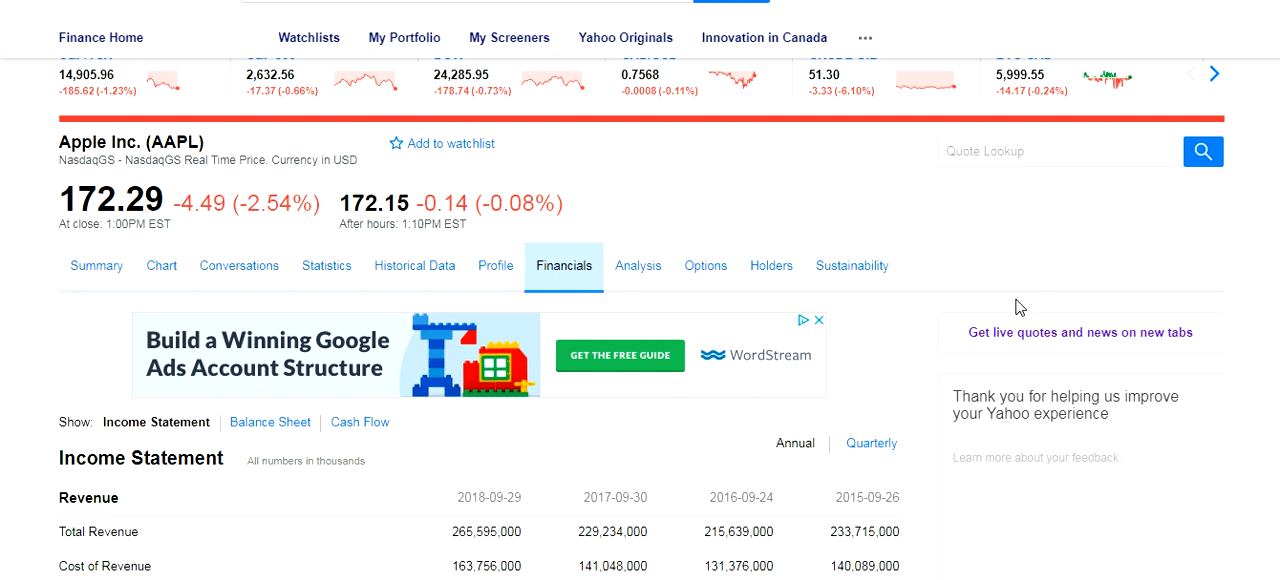 Finance Home Watchlists My Portfolio My Screeners Yahoo Originals Innovation in Canada ...
14,905.96 2,632.56 24,285.95 0.7568 51.30 5,999.55
-185.62 (-1.23%) -17.37 (-0.66%) -178.74 (-0.73%) -0.0008 (-0.11%) -3.33 (-6.10%) -14.17 (-0.24%)
Apple Inc. (AAPL) Add to watchlist
Quote Lookup
NasdaqGS - NasdaqGS Real Time Price. Currency in USD
172.29 -4.49 (-2.54%) 172.15 -0.14 (-0.08%)
At close: 1:00PM EST After hours: 1:10PM EST
Summary Chart Conversations Statistics Historical Data Profile Financials Analysis Options Holders Sustainability
Build a Winning Google
Ads Account Structure
GET THE FREE GUIDE
WordStream
Get live quotes and news on new tabs
Thank you for helping us improve
your Yahoo experience
Learn more about your feedback.
Show: Income Statement Balance Sheet Cash Flow
Annual Quarterly
Income Statement All numbers in thousands
Revenue 2018-09-29 2017-09-30 2016-09-24 2015-09-26
Total Revenue 265,595,000 229,234,000 215,639,000 233,715,000
Cost of Revenue 163,756,000 141,048,000 131,376,000 140,089,000